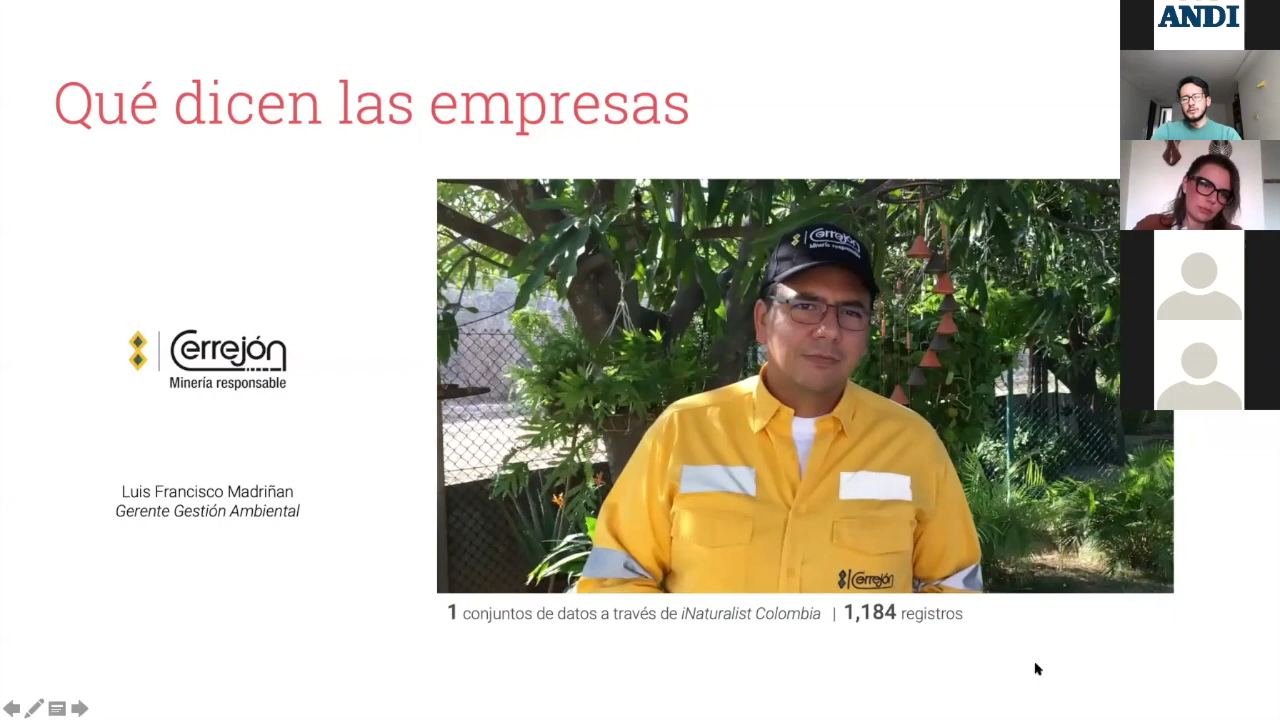 ANDI
Qué dicen las empresas
Cerrejón
Minería responsable
Cerrejón
Minería responsable
Luis Francisco Madriñan
Gerente Gestión Ambiental
Cerrejón
1 conjuntos de datos a través de iNaturalist Colombia | 1,184 registros